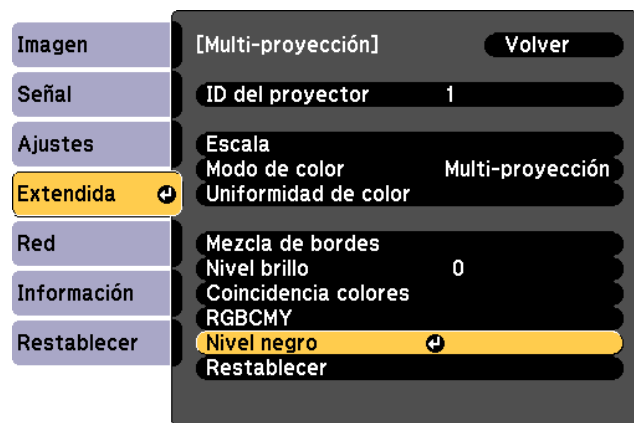 Imagen
Señal
Ajustes
Extendida
Red
Información
Restablecer
[Multi-proyección] Volver
ID del proyector 1
Escala
Modo de color Multi-proyección
Uniformidad de color
Mezcla de bordes
Nivel brillo 0
Coincidencia colores
RGBCMY
Nivel negro
Restablecer